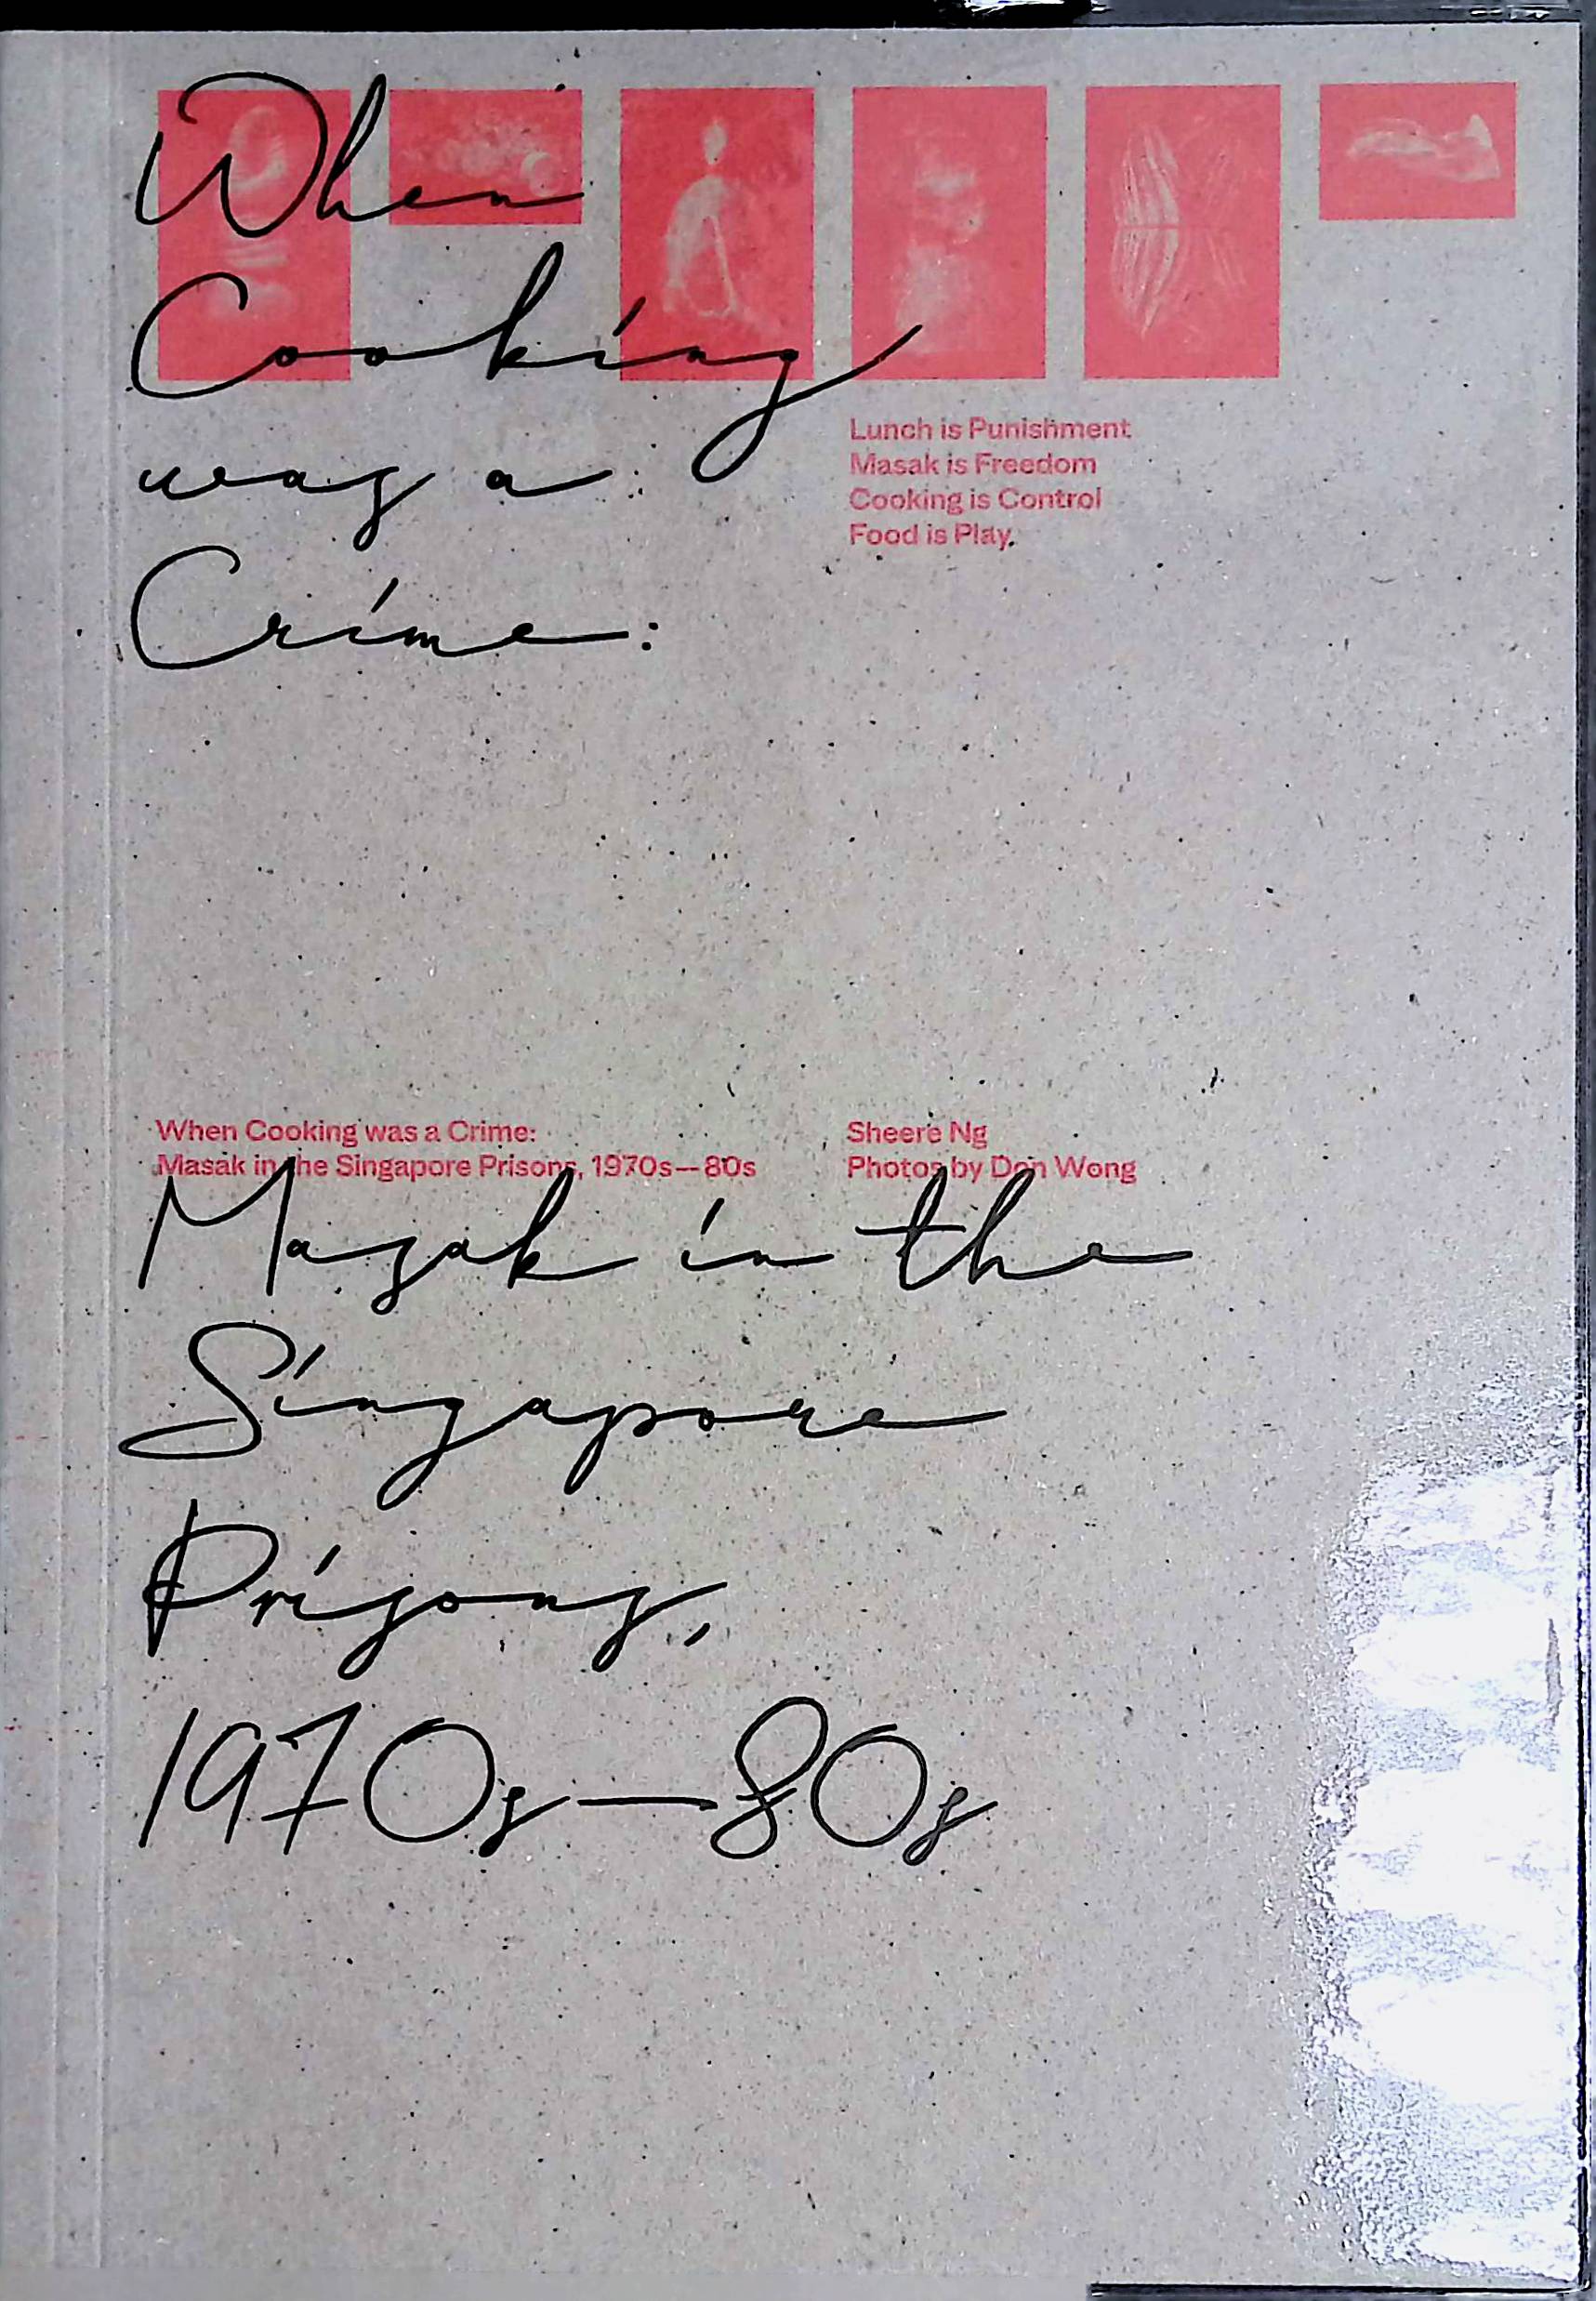 When
Cooking
was a
Crime:
Lunch is Punishment
Masak is Freedom
Cooking is Control
Food is Play.
When Cooking was a Crime:
Masak in the Singapore Prisons, 1970s—80s
Sheere Ng
Photos by Don Wong
Masak in the
Singapore
Prisons,
1970s—80s